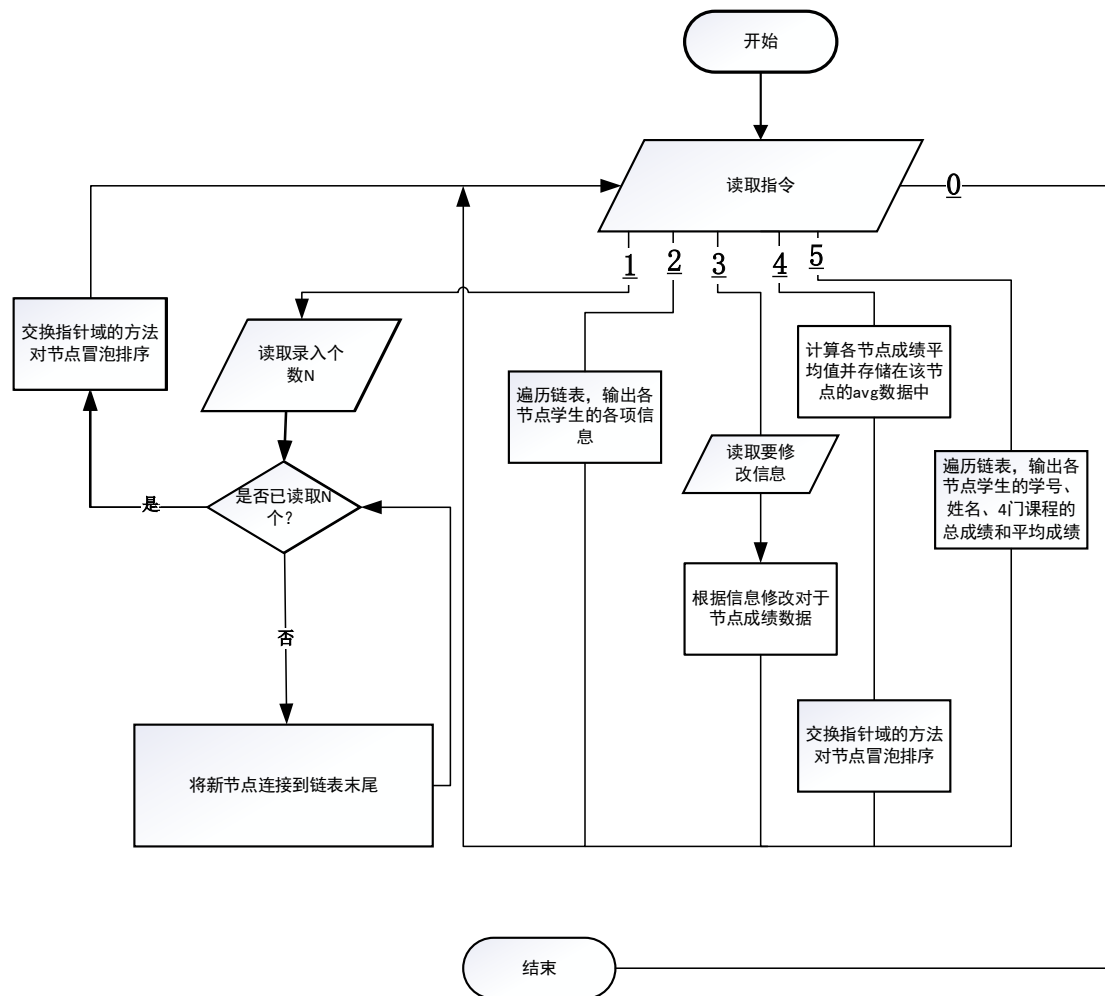 开始
读取指令
0
1
2
3
4
5
交换指针域的方法
对节点冒泡排序
读取录入个
数N
遍历链表，输出各
节点学生的各项信
息
计算各节点成绩平
均值并存储在该节
点的avg数据中
读取要修
改信息
遍历链表，输出各
节点学生的学号、
姓名、4门课程的
总成绩和平均成绩
是否已读取N
个？
是
根据信息修改对于
节点成绩数据
否
交换指针域的方法
对节点冒泡排序
将新节点连接到链表末尾
结束